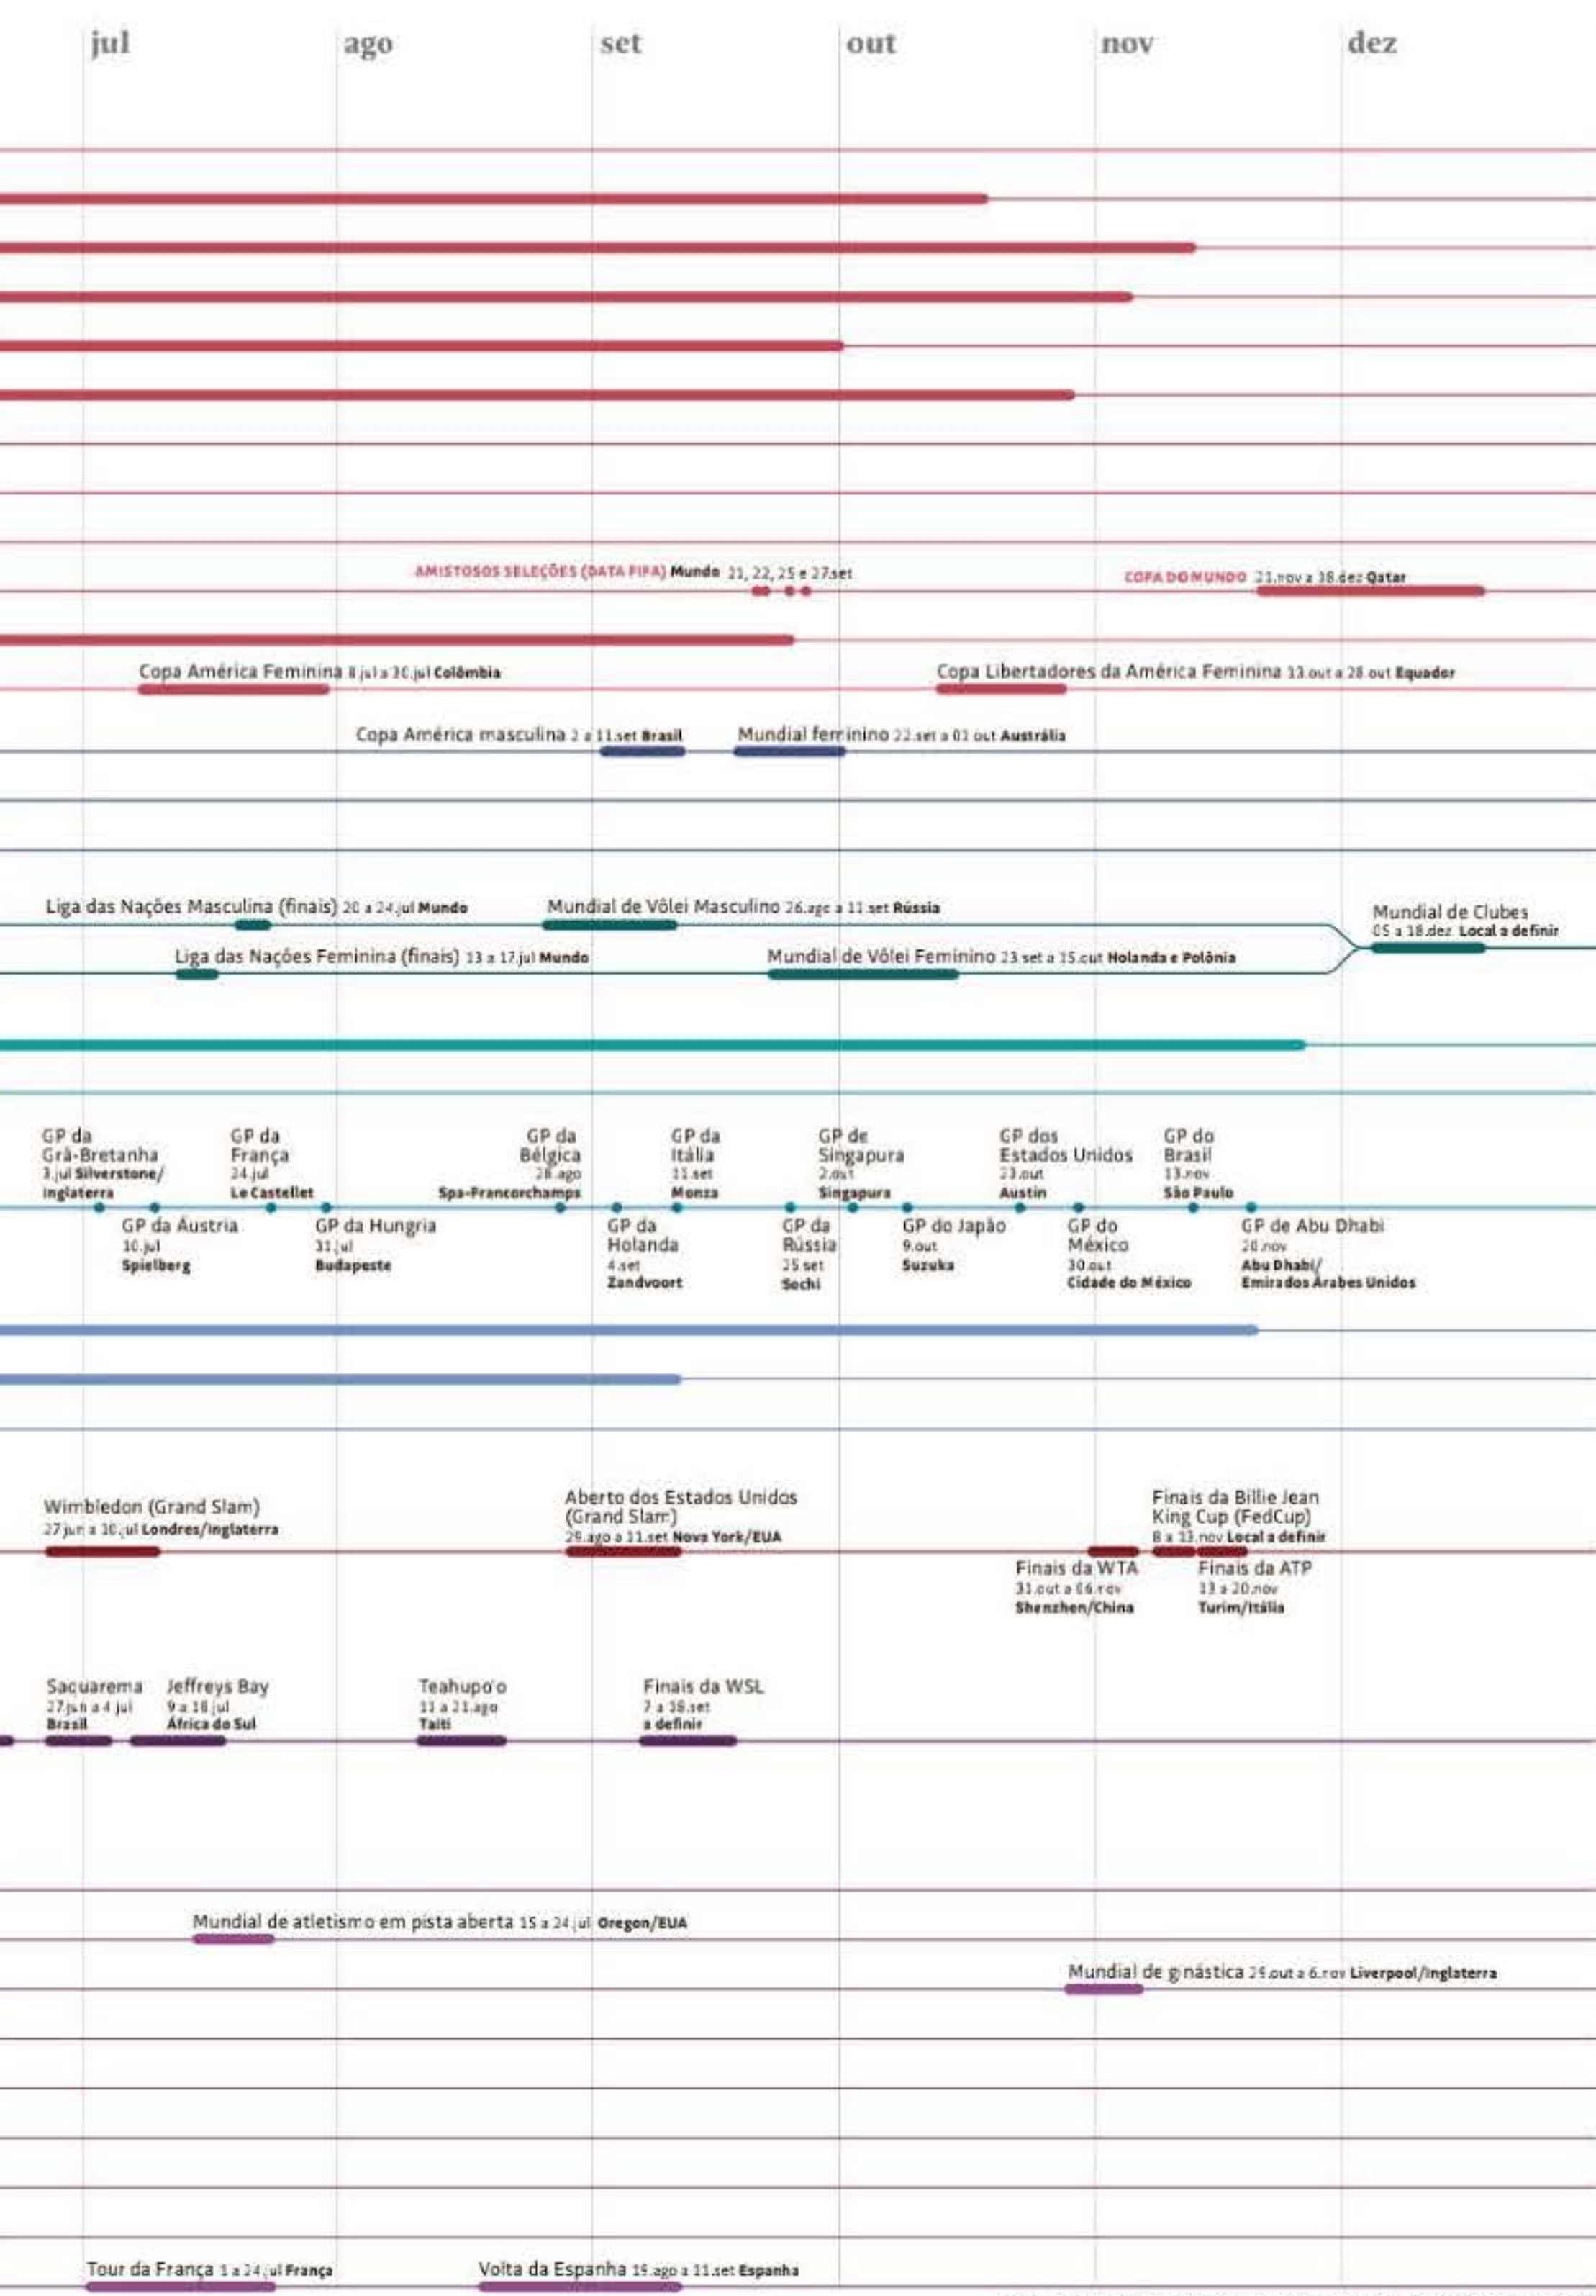 jul ago set out nov dez
AMISTOSOS SELEÇÕES (DATA FIFA) Mundo 21, 22, 25 e 27.set
COPA DO MUNDO 21.nov a 18.dez Qatar
Copa América Feminina 8 jul a 30.jul Colômbia
Copa Libertadores da América Feminina 13.out a 28.out Equador
Copa América masculina 2 a 11.set Brasil
Mundial feminino 22.set a 01 out Austrália
Liga das Nações Masculina (finais) 20 a 24.jul Mundo
Mundial de Vôlei Masculino 26.ago a 11 set Rússia
Mundial de Clubes
05 a 18.dez Local a definir
Liga das Nações Feminina (finais) 13 a 17.jul Mundo
Mundial de Vôlei Feminino 23 set a 15.out Holanda e Polônia
GP da
Grã-Bretanha
3.jul Silverstone/
Inglaterra
GP da
França
24.jul
Le Castellet
GP da
Bélgica
28.ago
Spa-Francorchamps
GP da
Itália
11.set
Monza
GP de
Singapura
2.out
Singapura
GP dos
Estados Unidos
23.out
Austin
GP do
Brasil
13.nov
São Paulo
GP da Áustria
10.jul
Spielberg
GP da Hungria
31.jul
Budapeste
GP da
Holanda
4.set
Zandvoort
GP da
Rússia
25 set
Sochi
GP do Japão
9.out
Suzuka
GP do
México
30.out
Cidade do México
GP de Abu Dhabi
20.nov
Abu Dhabi/
Emirados Árabes Unidos
Wimbledon (Grand Slam)
27 jun a 10.jul Londres/Inglaterra
Aberto dos Estados Unidos
(Grand Slam)
29.ago a 11.set Nova York/EUA
Finais da Billie Jean
King Cup (FedCup)
8 a 13.nov Local a definir
Finais da WTA
31.out a 06.nov
Shenzhen/China
Finais da ATP
13 a 20.nov
Turim/Itália
Saquarema
27 jun a 4 jul
Brasil
Jeffreys Bay
9 a 18 jul
África do Sul
Teahupo'o
11 a 21.ago
Taiti
Finais da WSL
7 a 18.set
a definir
Mundial de atletismo em pista aberta 15 a 24.jul Oregon/EUA
Mundial de ginástica 29.out a 6.nov Liverpool/Inglaterra
Tour da França 1 a 24.jul França
Volta da Espanha 19.ago a 11.set Espanha